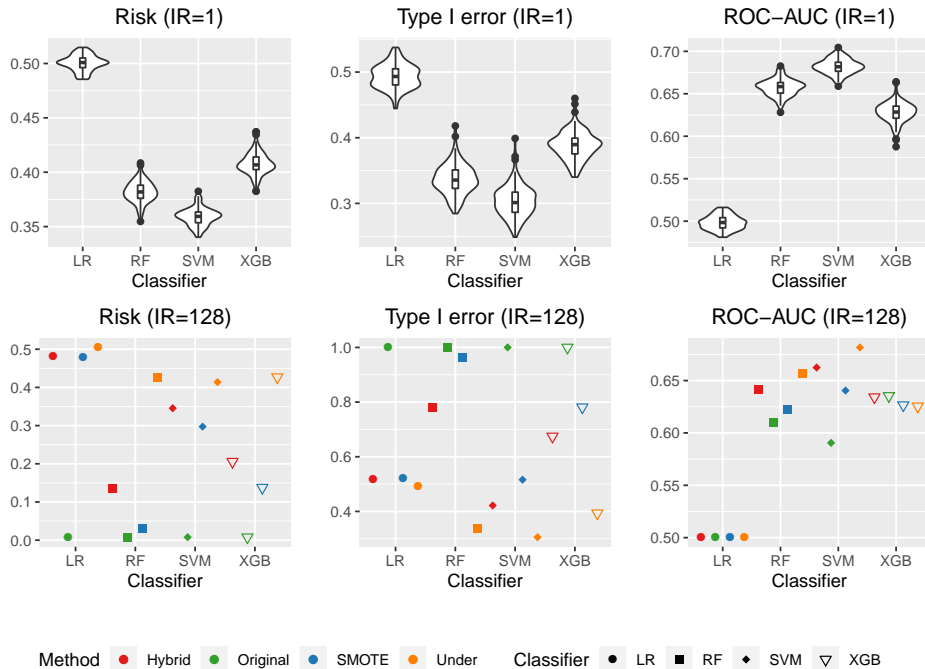 Risk (IR=1)
Type I error (IR=1)
ROC−AUC (IR=1)
0.50
0.45
0.40
0.35
0.5
0.4
0.3
0.70
0.65
0.60
0.55
0.50
LR RF SVM XGB
LR RF SVM XGB
LR RF SVM XGB
Classifier
Classifier
Classifier
Risk (IR=128)
Type I error (IR=128)
ROC−AUC (IR=128)
0.5
0.4
0.3
0.2
0.1
0.0
1.0
0.8
0.6
0.4
0.65
0.60
0.55
0.50
LR RF SVM XGB
LR RF SVM XGB
LR RF SVM XGB
Classifier
Classifier
Classifier
Method Hybrid Original SMOTE Under Classifier LR RF SVM XGB